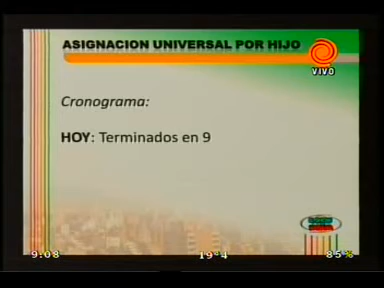 ASIGNACION UNIVERSAL POR HIJO
VIVO
Cronograma:
HOY: Terminados en 9
9:08
19°4
85%